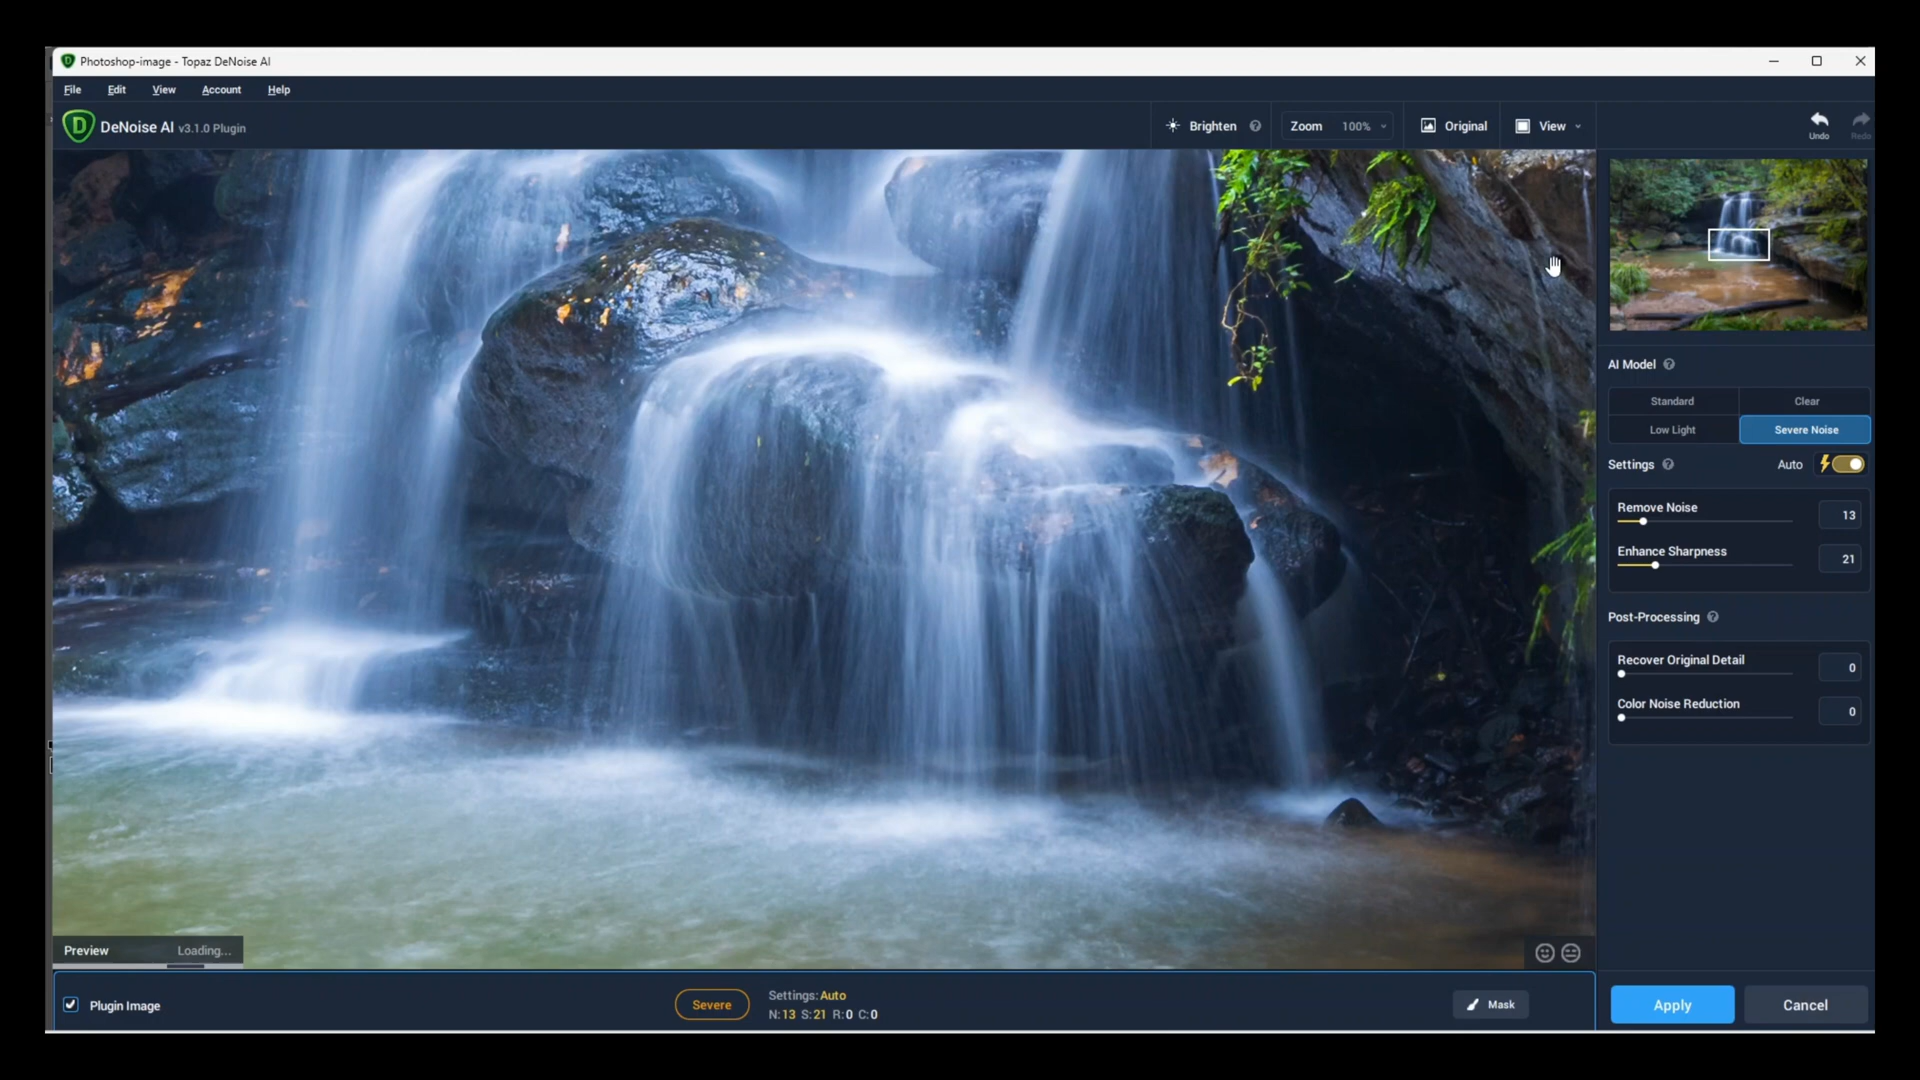 Photoshop-image - Topaz DeNoise AI
File Edit View Account Help
DeNoise AI v3.1.0 Plugin
Brighten Zoom 100% Original View
Undo Redo
AI Model
Standard Clear
Low Light Severe Noise
Settings Auto
Remove Noise 13
Enhance Sharpness 21
Post-Processing
Recover Original Detail 0
Color Noise Reduction 0
Preview Loading...
Plugin Image
Severe
Settings: Auto
N:13 S:21 R:0 C:0
Mask
Apply Cancel